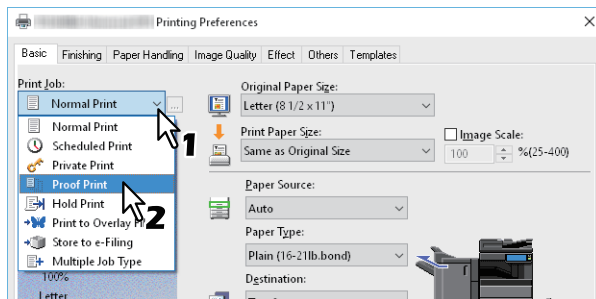 Printing Preferences
Basic Finishing Paper Handling Image Quality Effect Others Templates
Print Job:
Normal Print
...
1
Normal Print
Scheduled Print
Private Print
Proof Print
2
Hold Print
Print to Overlay
Store to e-Filing
Multiple Job Type
100%
Letter
Original Paper Size:
Letter (8 1/2 x 11")
Print Paper Size:
Same as Original Size
Image Scale:
100 %(25-400)
Paper Source:
Auto
Paper Type:
Plain (16-21lb.bond)
Destination: